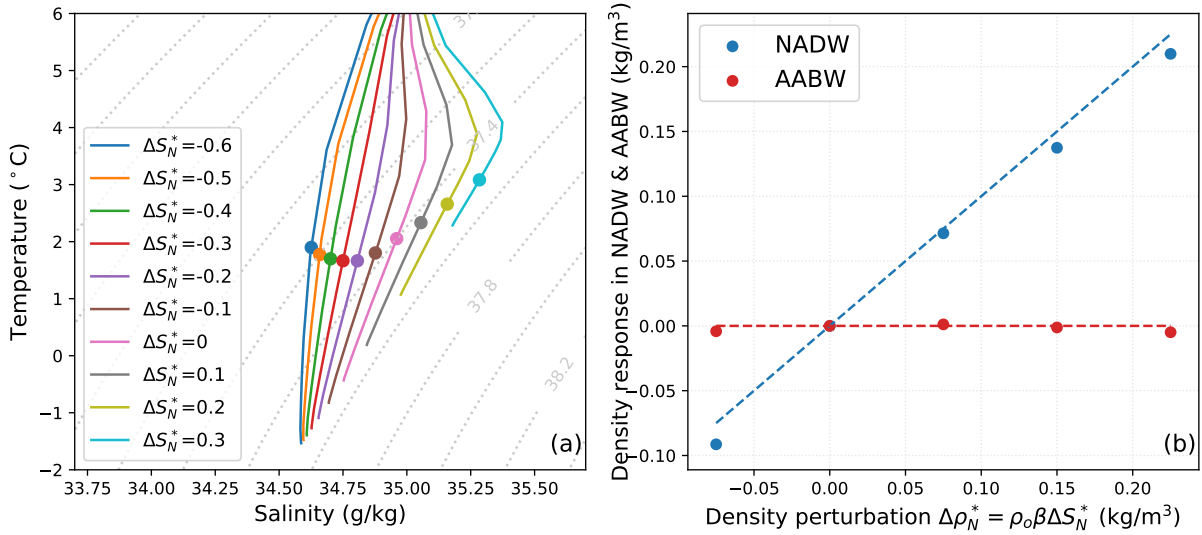 6
5
4
3
2
1
0
−1
−2
Temperature (°C)
33.75
34.00
34.25
34.50
34.75
35.00
35.25
35.50
Salinity (g/kg)
ΔS*N=-0.6
ΔS*N=-0.5
ΔS*N=-0.4
ΔS*N=-0.3
ΔS*N=-0.2
ΔS*N=-0.1
ΔS*N=0
ΔS*N=0.1
ΔS*N=0.2
ΔS*N=0.3
37.4
37.8
38.2
(a)
NADW
AABW
0.20
0.15
0.10
0.05
0.00
−0.05
−0.10
Density response in NADW & AABW (kg/m³)
−0.05
0.00
0.05
0.10
0.15
0.20
Density perturbation Δρ*N = ρoβΔS*N (kg/m³)
(b)